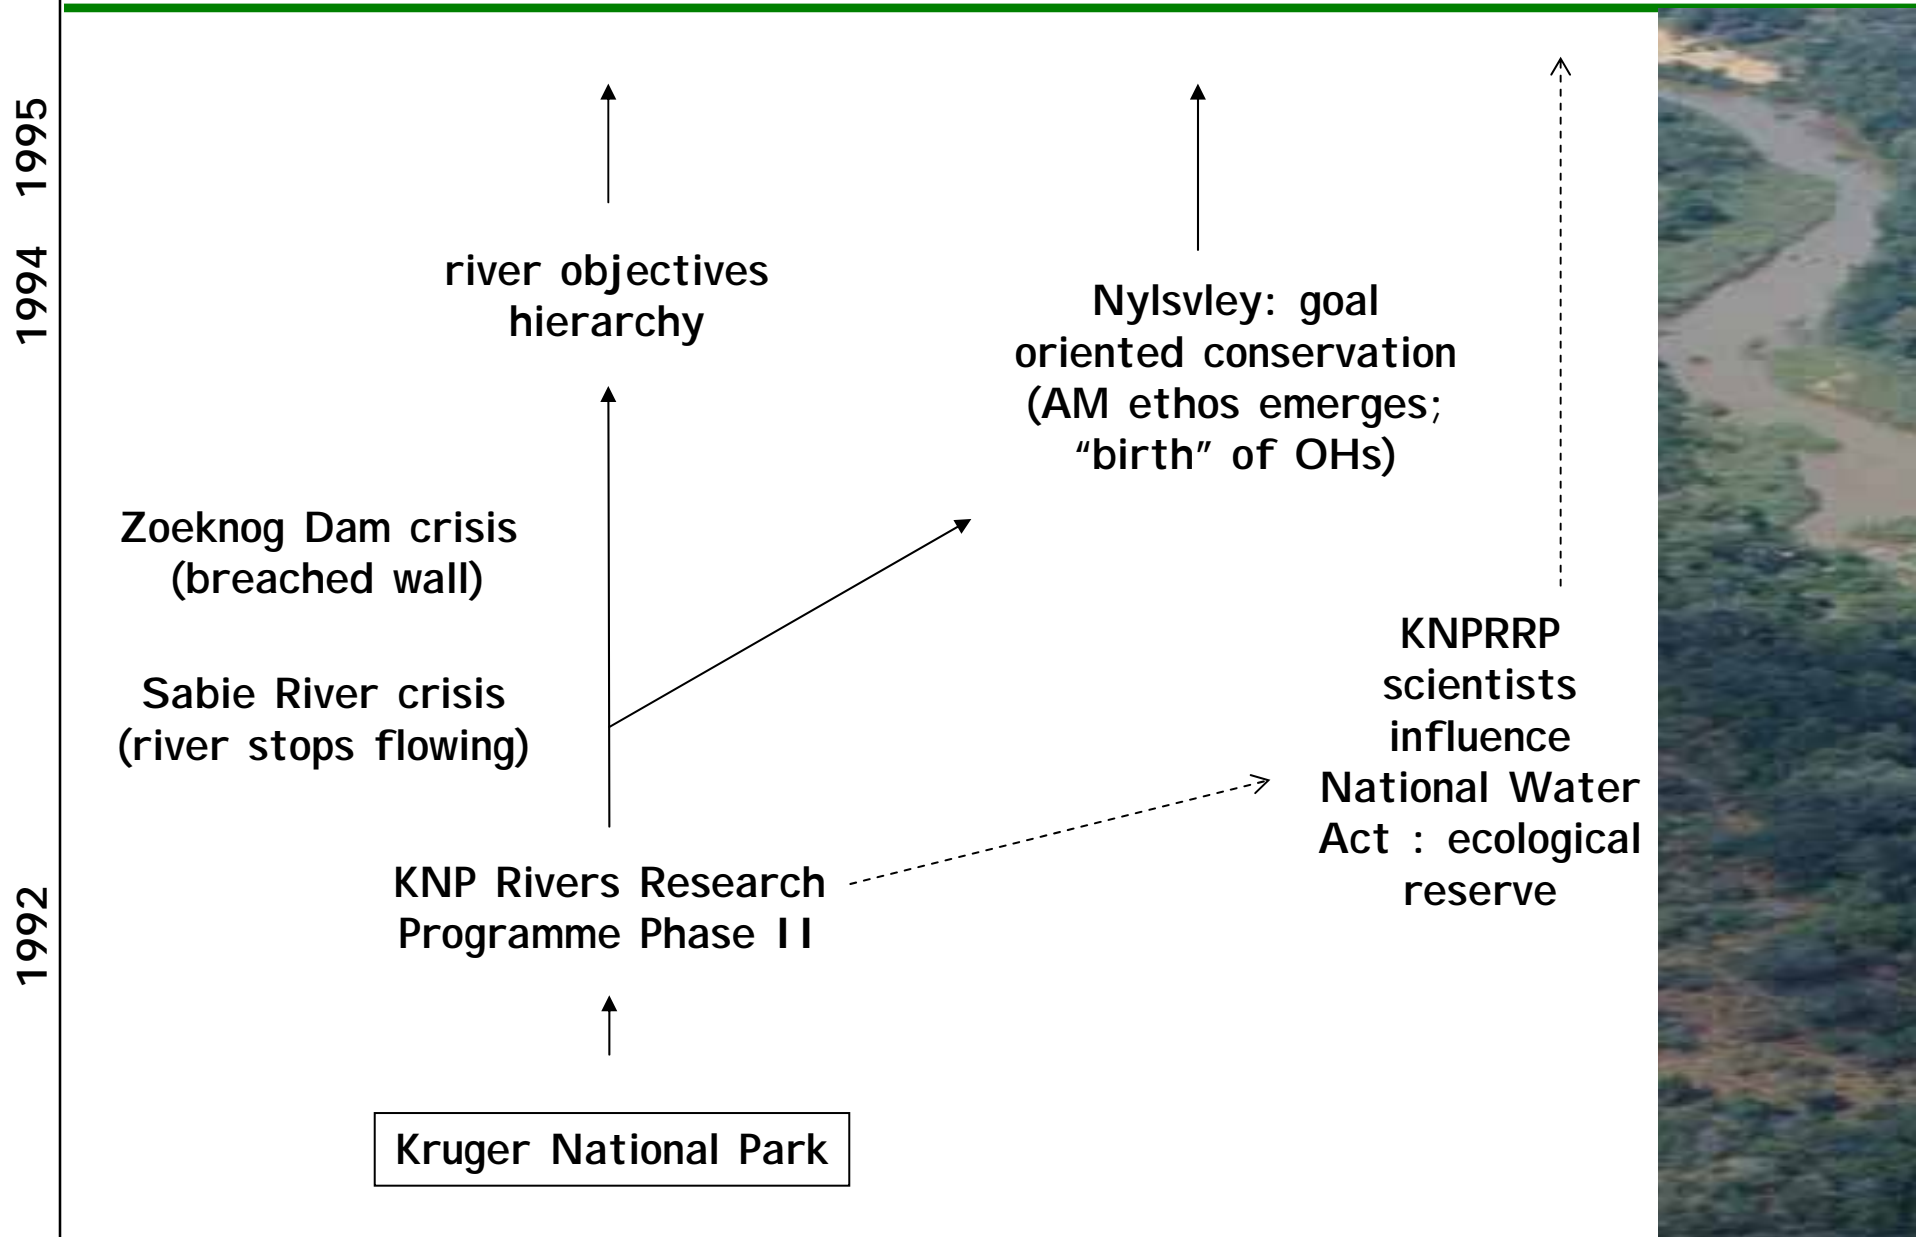 1995
1994
river objectives
hierarchy
Nylsvley: goal
oriented conservation
(AM ethos emerges;
“birth” of OHs)
Zoeknog Dam crisis
(breached wall)
Sabie River crisis
(river stops flowing)
KNPRRP
scientists
influence
National Water
Act : ecological
reserve
1992
KNP Rivers Research
Programme Phase II
Kruger National Park